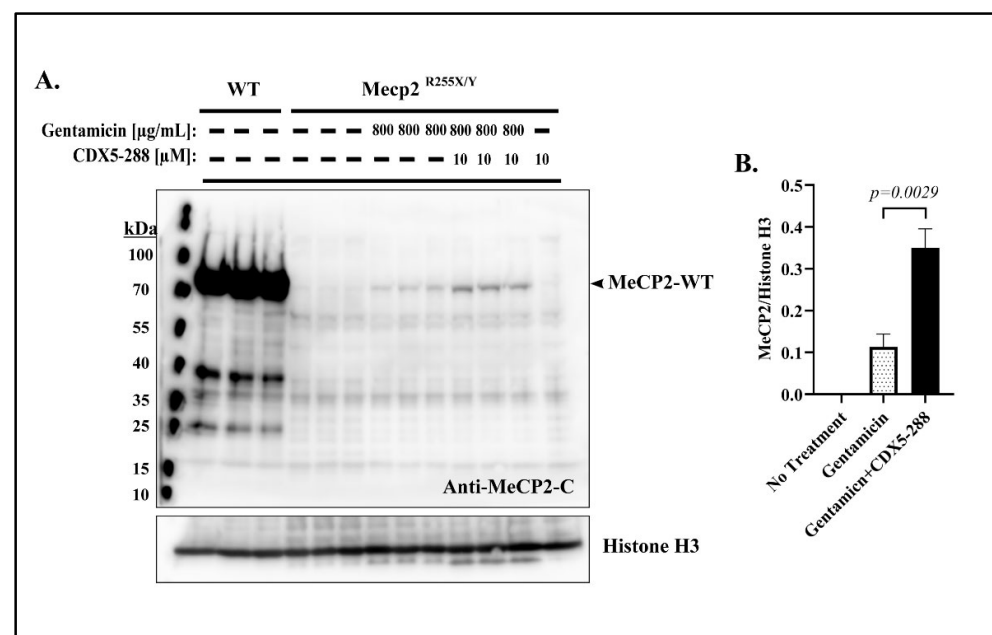 A.
WT Mecp2 R255X/Y
Gentamicin [µg/mL]: – – – – – – 800 800 800 800 800 800 –
CDX5-288 [µM]: – – – – – – – – – 10 10 10 10
kDa
100
70
55
40
35
25
15
10
MeCP2-WT
Anti-MeCP2-C
Histone H3
B.
p=0.0029
MeCP2/Histone H3
0.5
0.4
0.3
0.2
0.1
0.0
No Treatment
Gentamicin
Gentamicn+CDX5-288